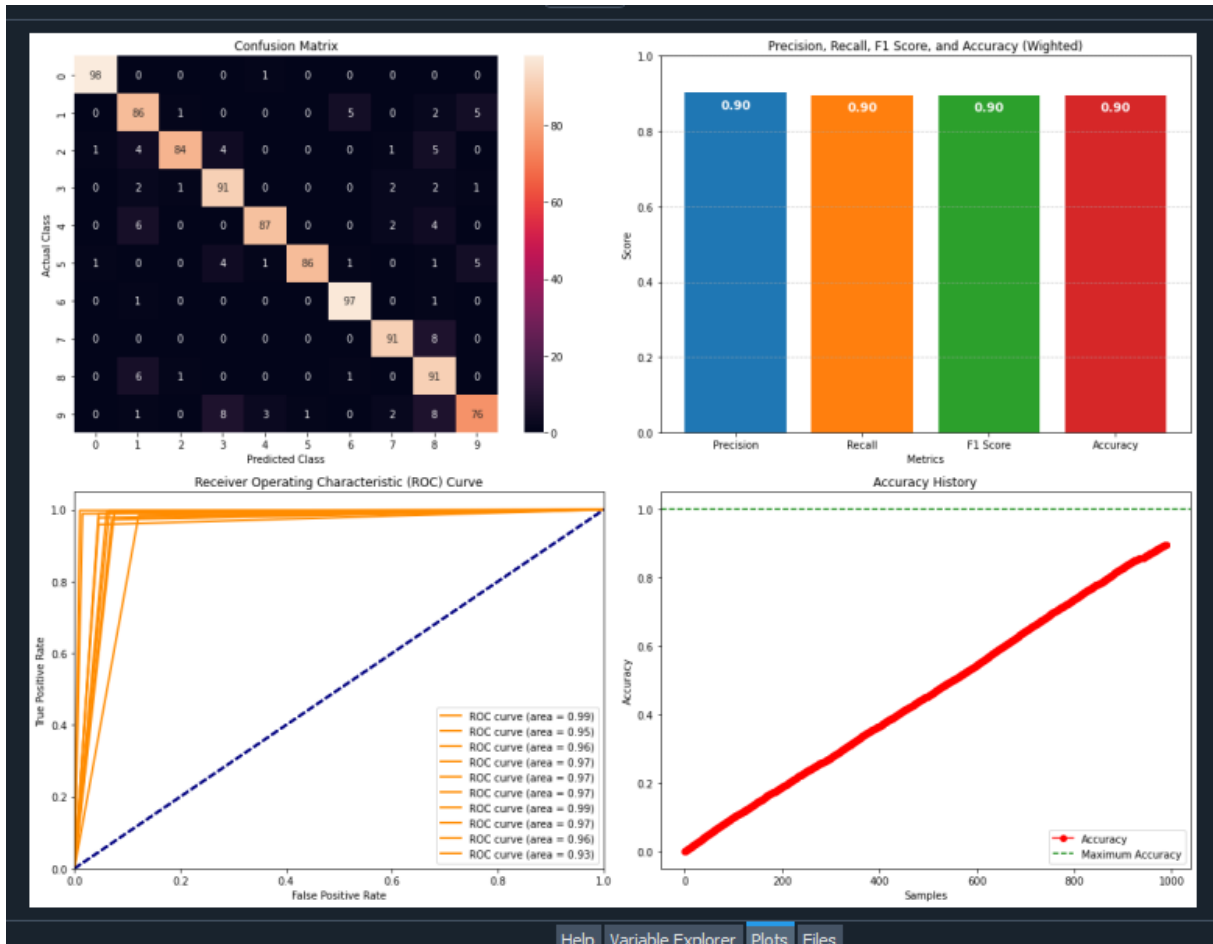 Confusion Matrix
Actual Class
0 98 0 0 0 1 0 0 0 0 0
1 0 86 1 0 0 0 5 0 2 5
2 1 4 84 4 0 0 0 1 5 0
3 0 2 1 91 0 0 0 2 2 1
4 0 6 0 0 87 0 0 2 4 0
5 1 0 0 4 1 86 1 0 1 5
6 0 1 0 0 0 0 97 0 1 0
7 0 0 0 0 0 0 0 91 8 0
8 0 6 1 0 0 0 1 0 91 0
9 0 1 0 8 3 1 0 2 8 76
0 1 2 3 4 5 6 7 8 9
Predicted Class
80
60
40
20
0
Precision, Recall, F1 Score, and Accuracy (Wighted)
Score
1.0
0.8
0.6
0.4
0.2
0.0
0.90 0.90 0.90 0.90
Precision Recall F1 Score Accuracy
Metrics
Receiver Operating Characteristic (ROC) Curve
True Positive Rate
1.0
0.8
0.6
0.4
0.2
0.0
ROC curve (area = 0.99)
ROC curve (area = 0.95)
ROC curve (area = 0.96)
ROC curve (area = 0.97)
ROC curve (area = 0.97)
ROC curve (area = 0.97)
ROC curve (area = 0.99)
ROC curve (area = 0.97)
ROC curve (area = 0.96)
ROC curve (area = 0.93)
0.0 0.2 0.4 0.6 0.8 1.0
False Positive Rate
Accuracy History
Accuracy
1.0
0.8
0.6
0.4
0.2
0.0
Accuracy
Maximum Accuracy
0 200 400 600 800 1000
Samples
Help Variable Explorer Plots Files